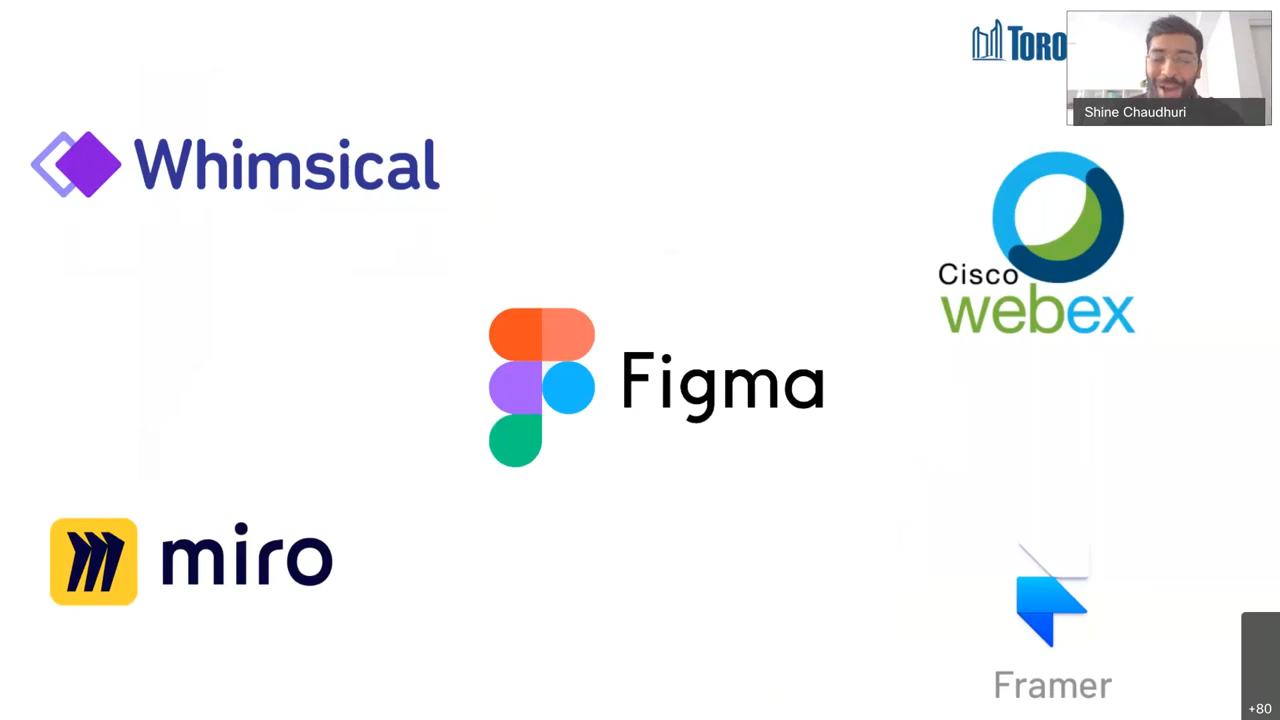 TORO
Shine Chaudhuri
Whimsical
Cisco
webex
Figma
miro
Framer
+80